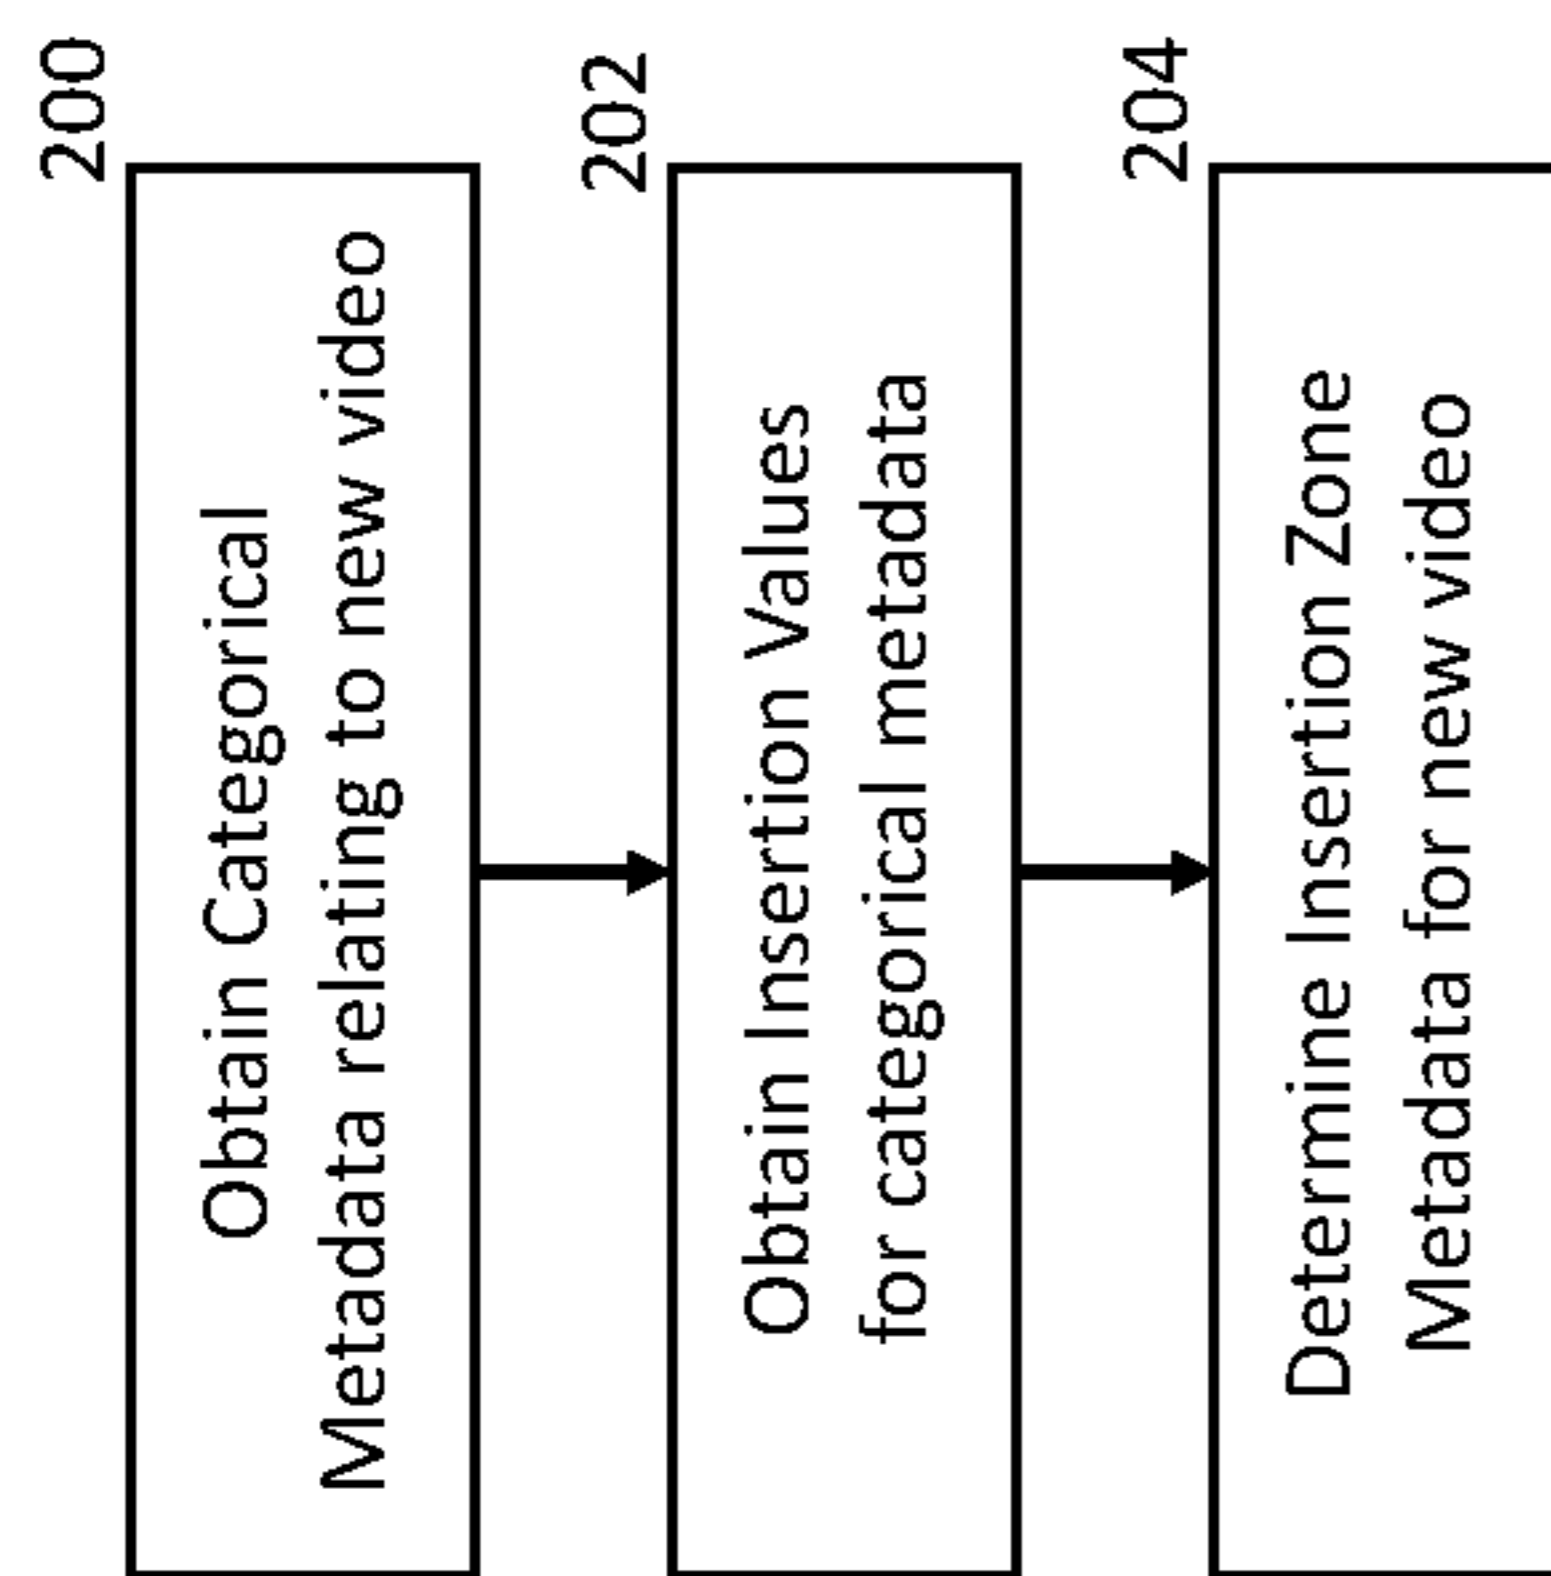 200
Obtain Categorical
Metadata relating to new video
202
Obtain Insertion Values
for categorical metadata
204
Determine Insertion Zone
Metadata for new video